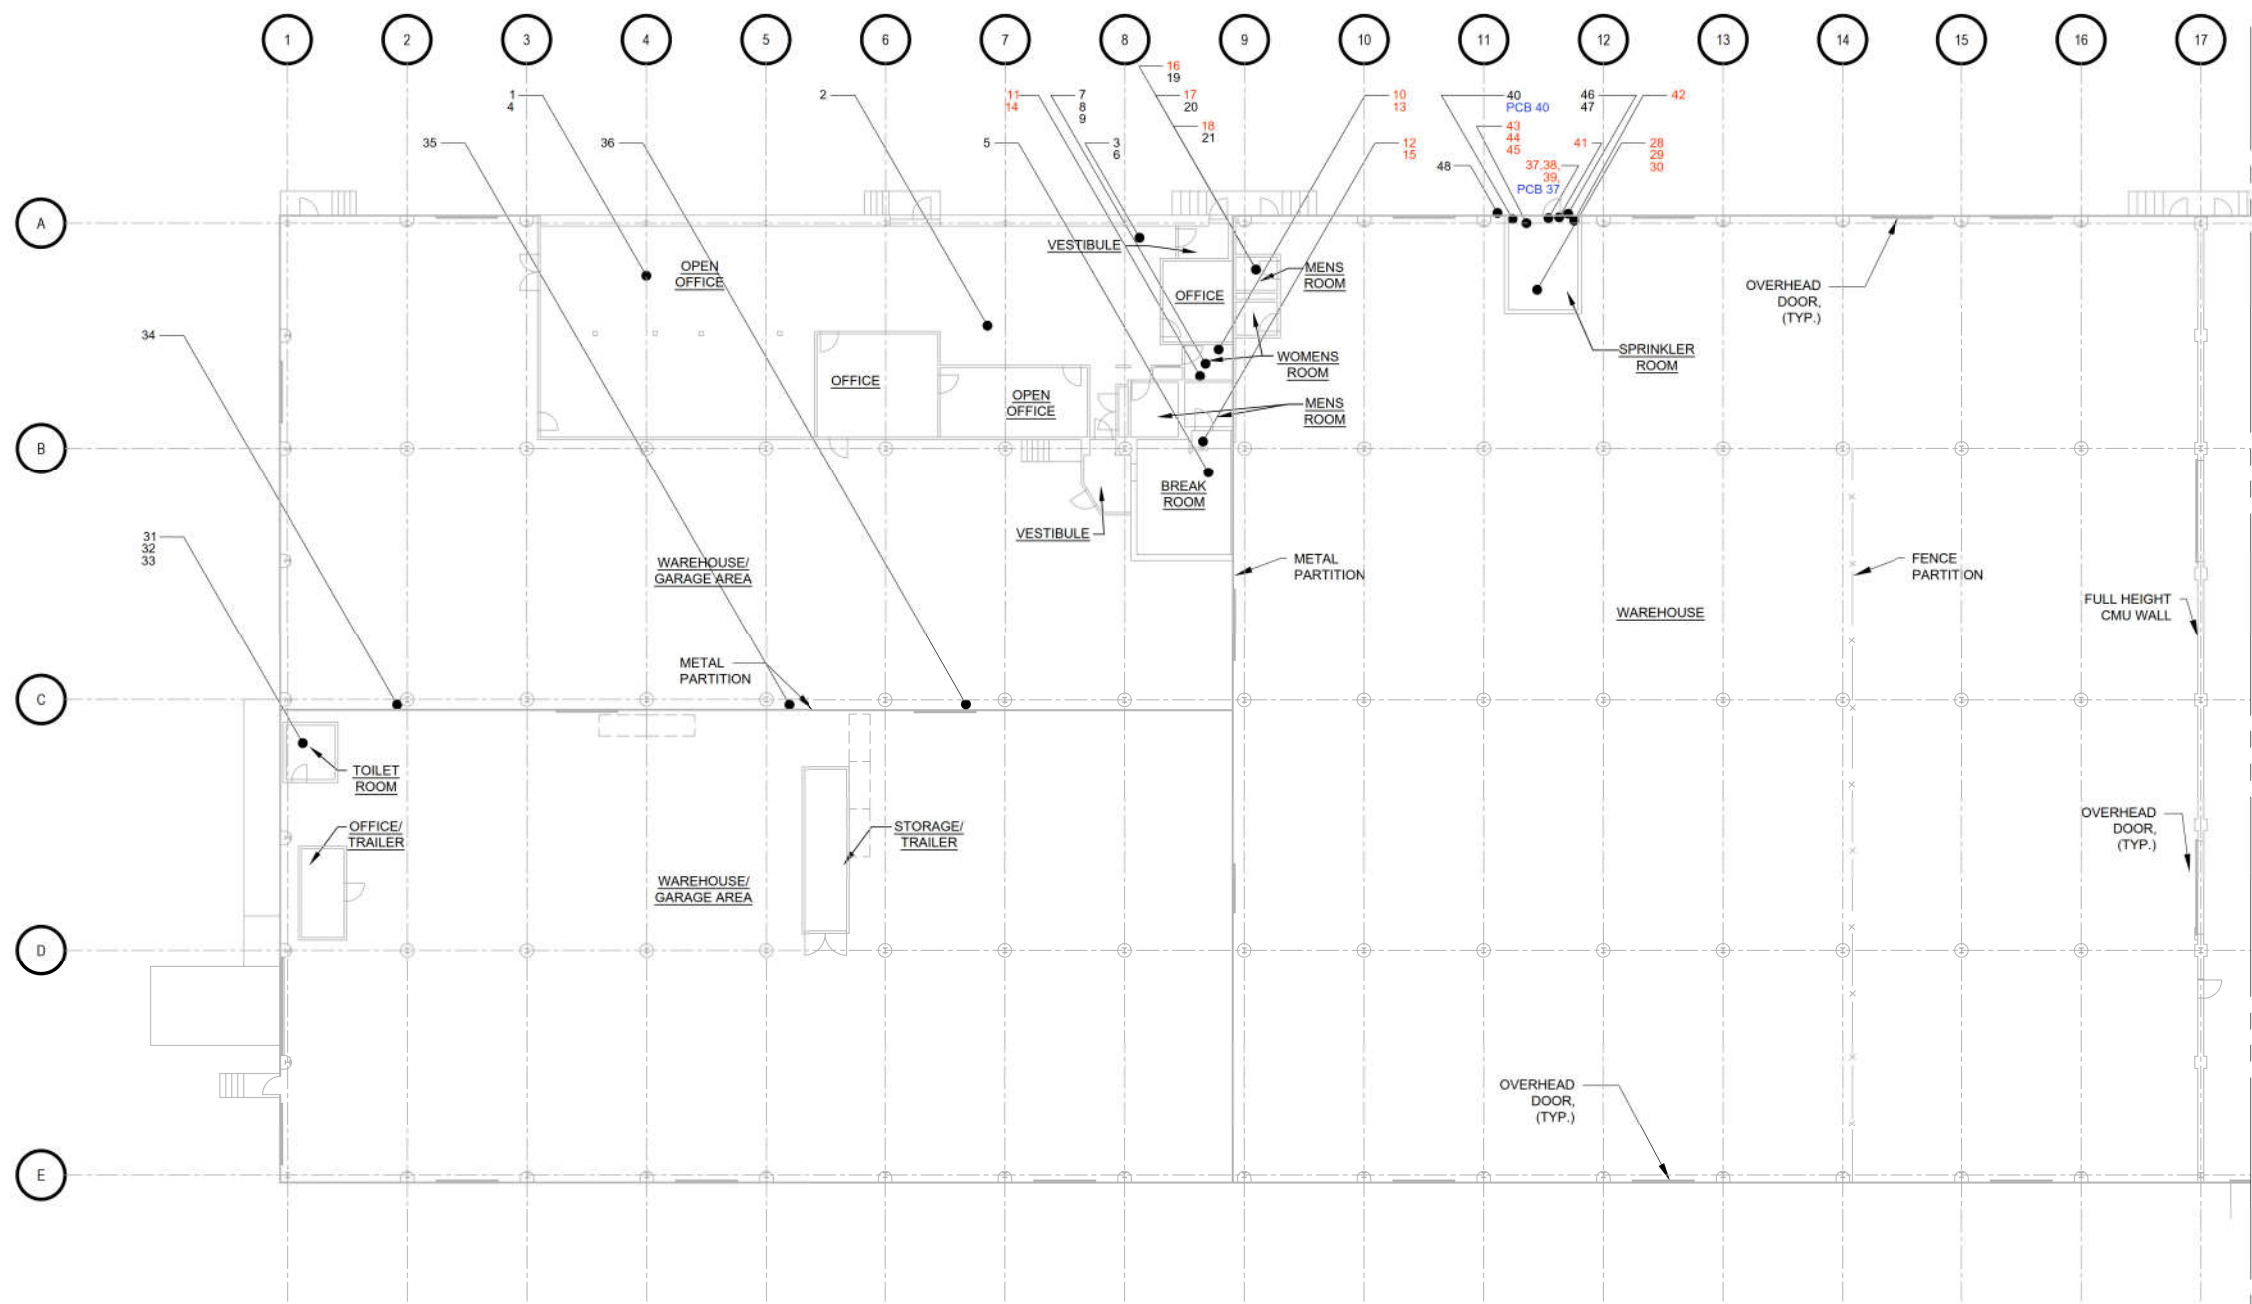 1 2 3 4 5 6 7 8 9 10 11 12 13 14 15 16 17
16
19
17
20
18
21
1
4
2
11
14
7
8
9
3
6
5
10
13
12
15
40
PCB 40
43
44
45
48
37,38,
39,
PCB 37
46
47
41
42
28
29
30
35
36
34
31
32
33
A
B
C
D
E
OPEN
OFFICE
VESTIBULE
OFFICE
MENS
ROOM
WOMENS
ROOM
MENS
ROOM
OFFICE
OPEN
OFFICE
BREAK
ROOM
VESTIBULE
SPRINKLER
ROOM
OVERHEAD
DOOR,
(TYP.)
WAREHOUSE/
GARAGE AREA
METAL
PARTITION
FENCE
PARTITION
WAREHOUSE
FULL HEIGHT
CMU WALL
METAL
PARTITION
TOILET
ROOM
OFFICE/
TRAILER
STORAGE/
TRAILER
WAREHOUSE/
GARAGE AREA
OVERHEAD
DOOR,
(TYP.)
OVERHEAD
DOOR,
(TYP.)